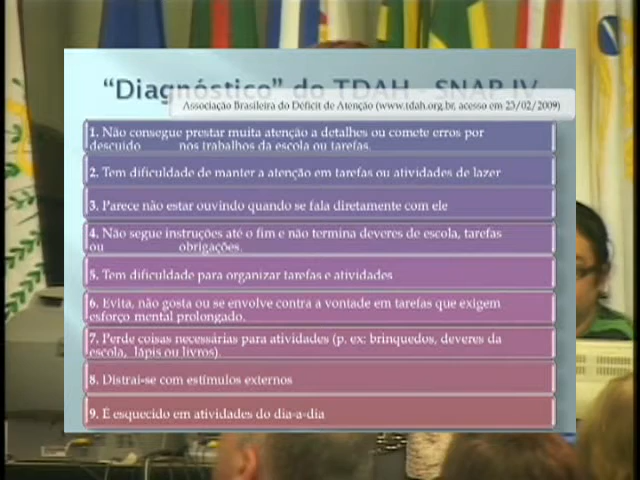 “Diagnóstico” do TDAH - SNAP IV
Associação Brasileira do Déficit de Atenção (www.tdah.org.br, acesso em 23/02/2009)
1. Não consegue prestar muita atenção a detalhes ou comete erros por
descuido nos trabalhos da escola ou tarefas.
2. Tem dificuldade de manter a atenção em tarefas ou atividades de lazer
3. Parece não estar ouvindo quando se fala diretamente com ele
4. Não segue instruções até o fim e não termina deveres de escola, tarefas
ou obrigações.
5. Tem dificuldade para organizar tarefas e atividades
6. Evita, não gosta ou se envolve contra a vontade em tarefas que exigem
esforço mental prolongado.
7. Perde coisas necessárias para atividades (p. ex: brinquedos, deveres da
escola, lápis ou livros).
8. Distrai-se com estímulos externos
9. É esquecido em atividades do dia-a-dia